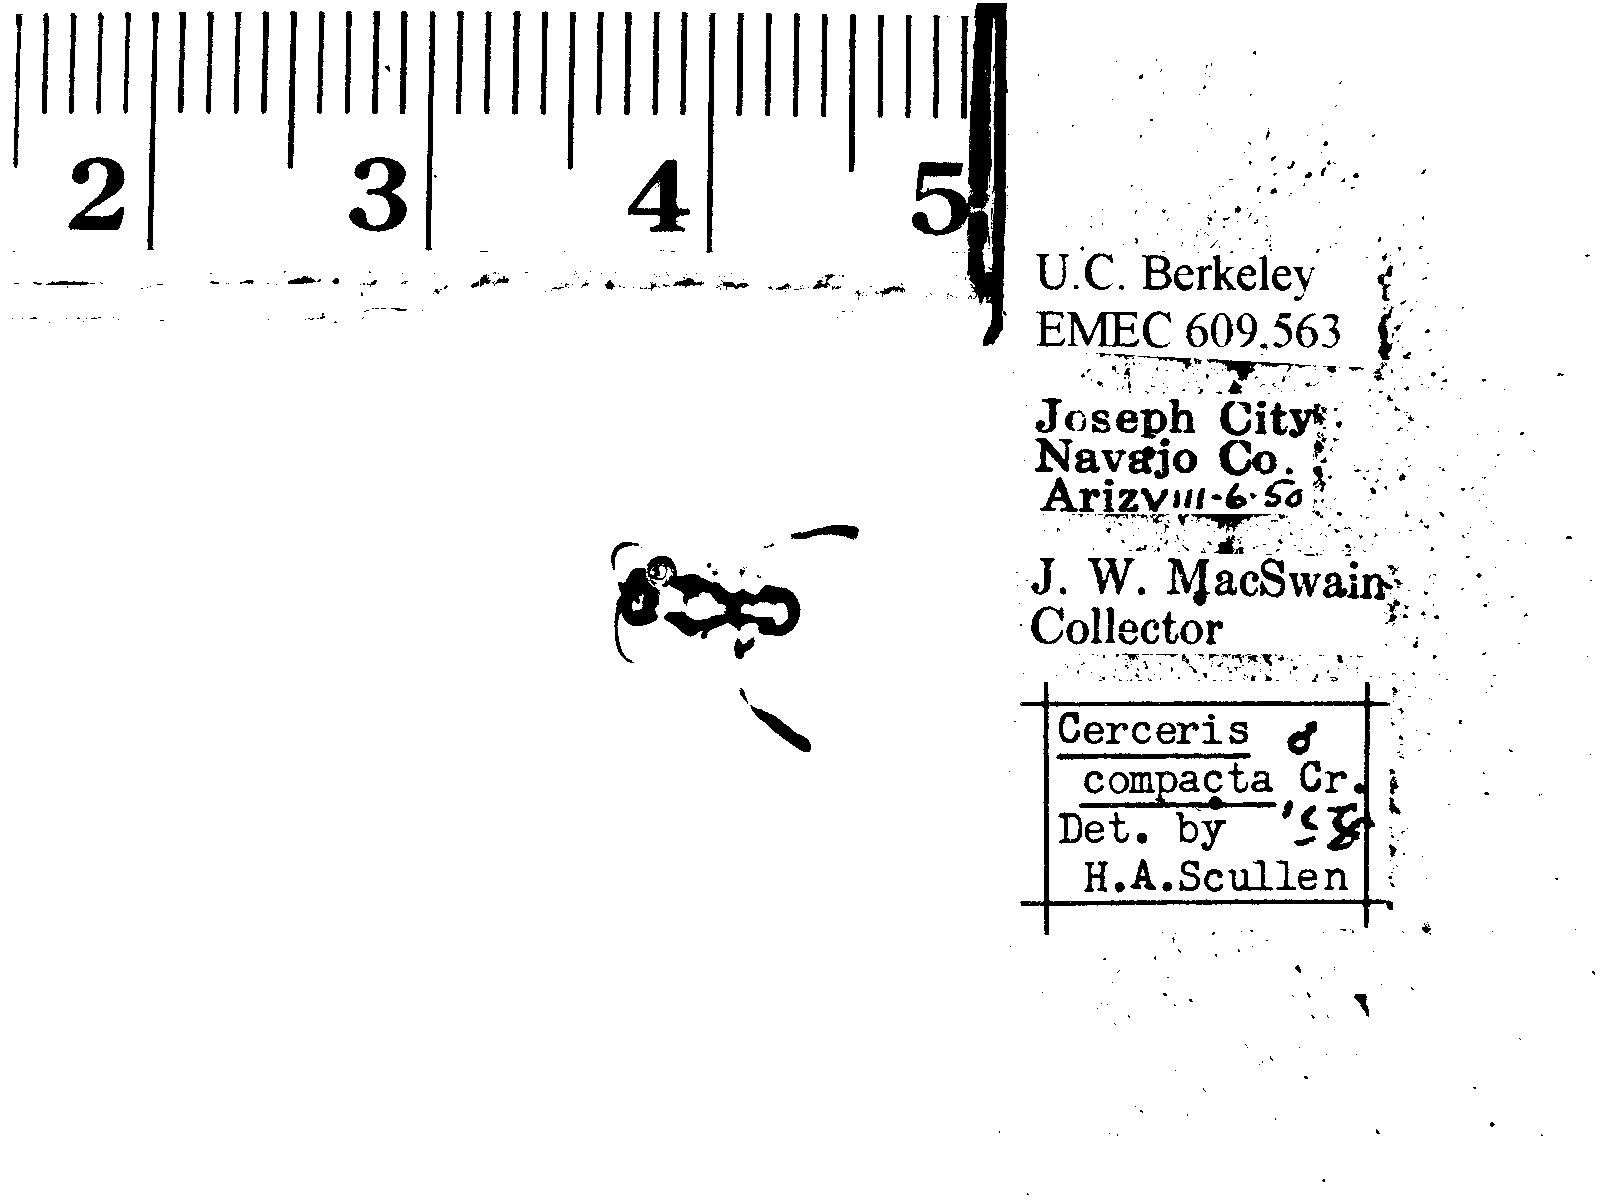 2 3 4 5
U.C. Berkeley
EMEC 609,563
Joseph City
Navajo Co.
Ariz VIII-6-50
J. W. MacSwain
Collector
Cerceris
compacta Cr.
Det. by
H.A.Scullen